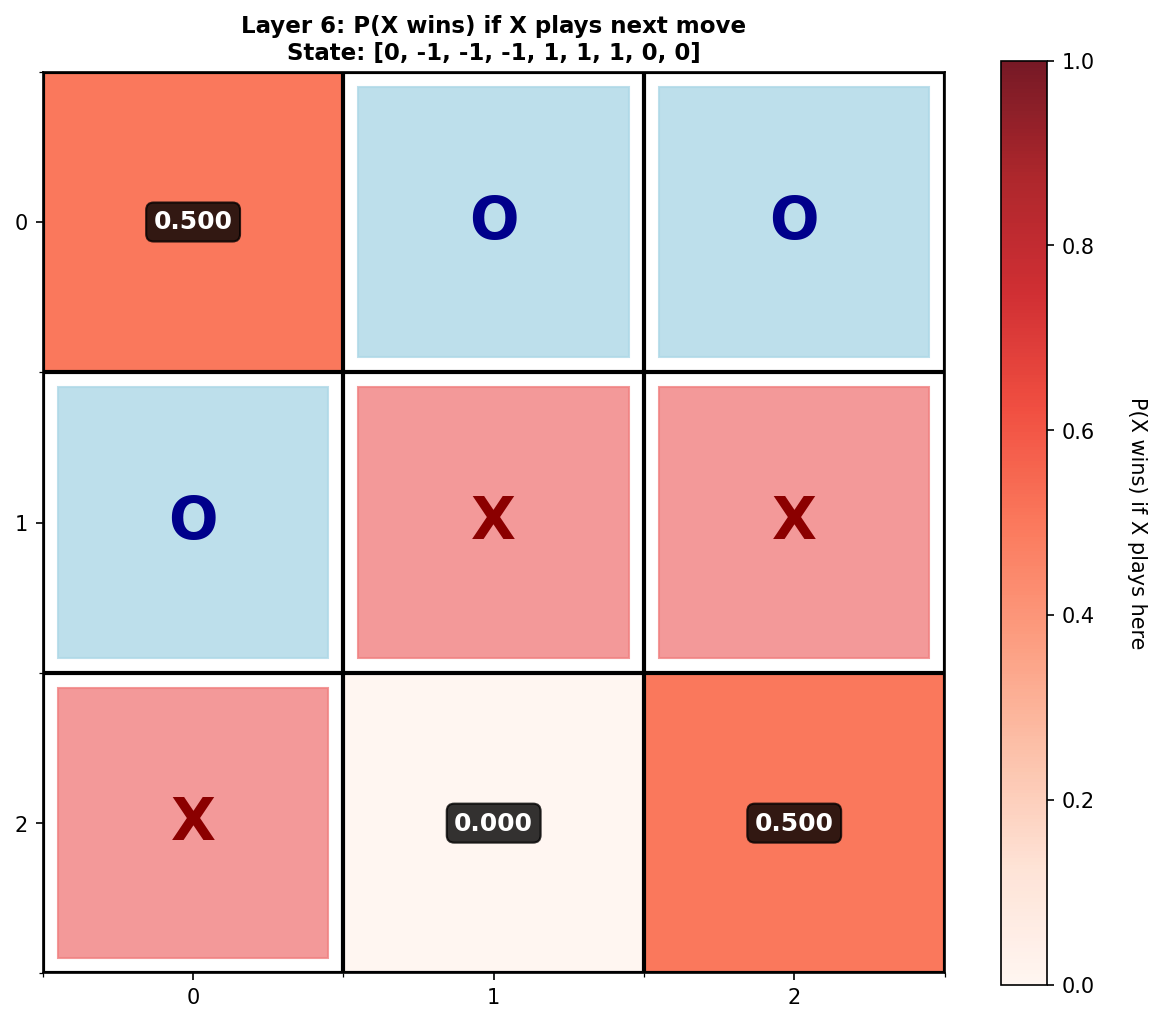 Layer 6: P(X wins) if X plays next move
State: [0, -1, -1, -1, 1, 1, 1, 0, 0]
0
0.500
O
O
1
O
X
X
2
X
0.000
0.500
0
1
2
1.0
0.8
0.6
0.4
0.2
0.0
P(X wins) if X plays here